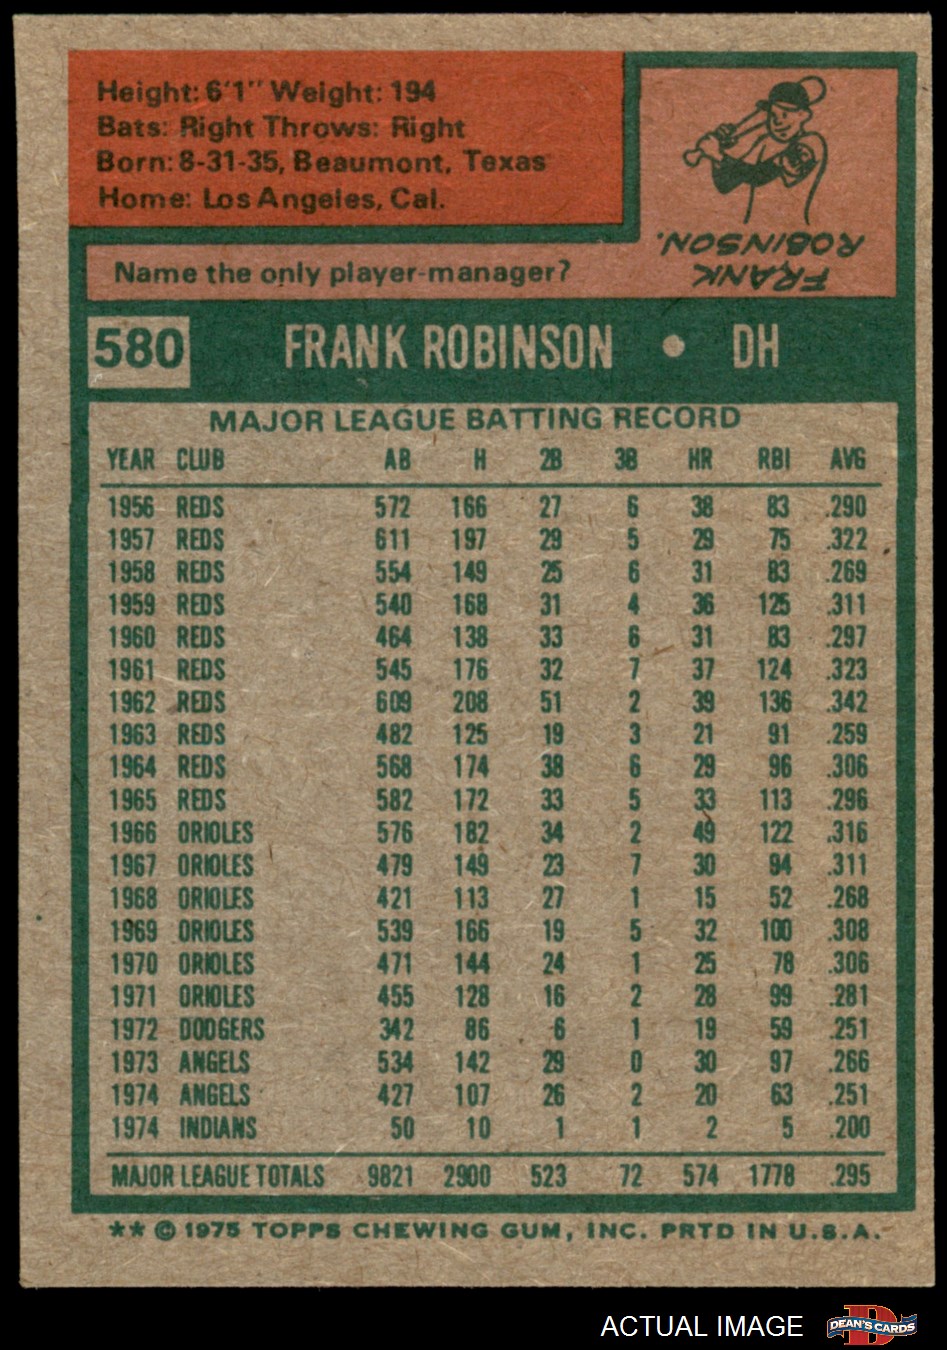 Height: 6'1" Weight: 194
Bats: Right Throws: Right
Born: 8-31-35, Beaumont, Texas
Home: Los Angeles, Cal.
Name the only player-manager?
FRANK
ROBINSON.
580 FRANK ROBINSON • DH
MAJOR LEAGUE BATTING RECORD
YEAR CLUB AB H 2B 3B HR RBI AVG
1956 REDS 572 166 27 6 38 83 .290
1957 REDS 611 197 29 5 29 75 .322
1958 REDS 554 149 25 6 31 83 .269
1959 REDS 540 168 31 4 36 125 .311
1960 REDS 464 138 33 6 31 83 .297
1961 REDS 545 176 32 7 37 124 .323
1962 REDS 609 208 51 2 39 136 .342
1963 REDS 482 125 19 3 21 91 .259
1964 REDS 568 174 38 6 29 96 .306
1965 REDS 582 172 33 5 33 113 .296
1966 ORIOLES 576 182 34 2 49 122 .316
1967 ORIOLES 479 149 23 7 30 94 .311
1968 ORIOLES 421 113 27 1 15 52 .268
1969 ORIOLES 539 166 19 5 32 100 .308
1970 ORIOLES 471 144 24 1 25 78 .306
1971 ORIOLES 455 128 16 2 28 99 .281
1972 DODGERS 342 86 6 1 19 59 .251
1973 ANGELS 534 142 29 0 30 97 .266
1974 ANGELS 427 107 26 2 20 63 .251
1974 INDIANS 50 10 1 1 2 5 .200
MAJOR LEAGUE TOTALS 9821 2900 523 72 574 1778 .295
** © 1975 TOPPS CHEWING GUM, INC. PRTD IN U.S.A.
ACTUAL IMAGE
D
DEAN'S CARDS